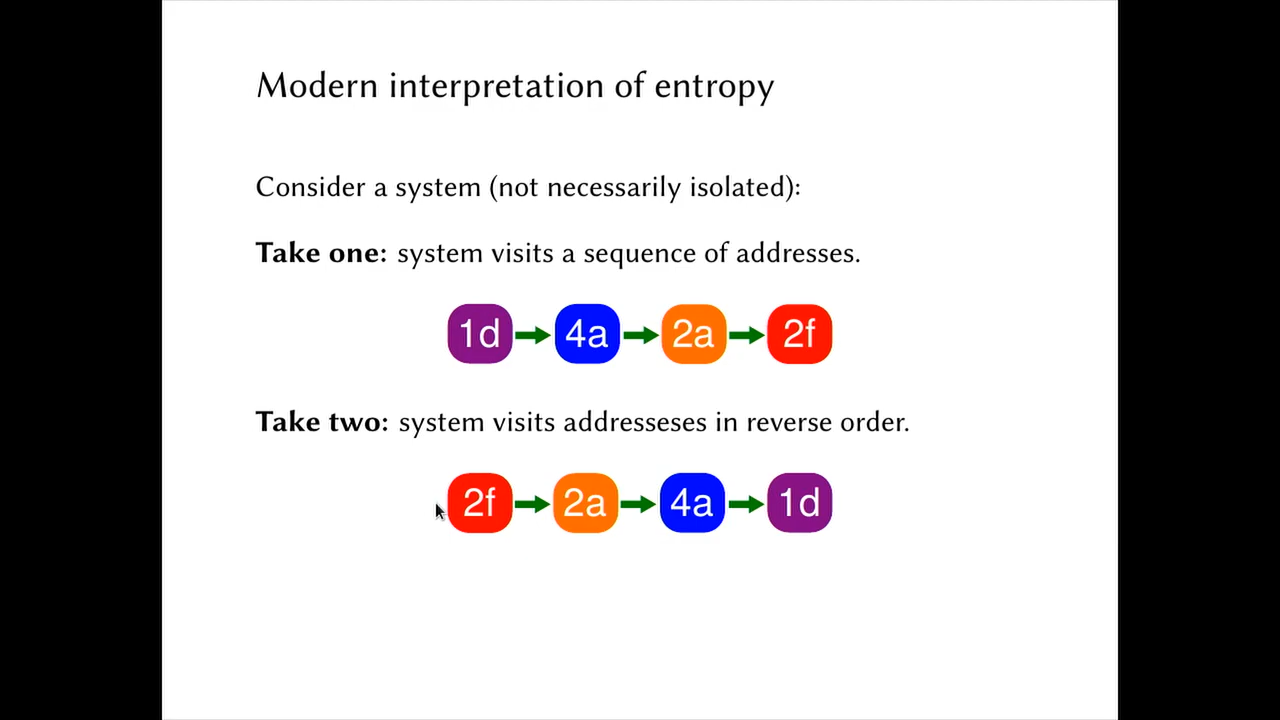 Modern interpretation of entropy
Consider a system (not necessarily isolated):
Take one: system visits a sequence of addresses.
1d 4a 2a 2f
Take two: system visits addresseses in reverse order.
2f 2a 4a 1d